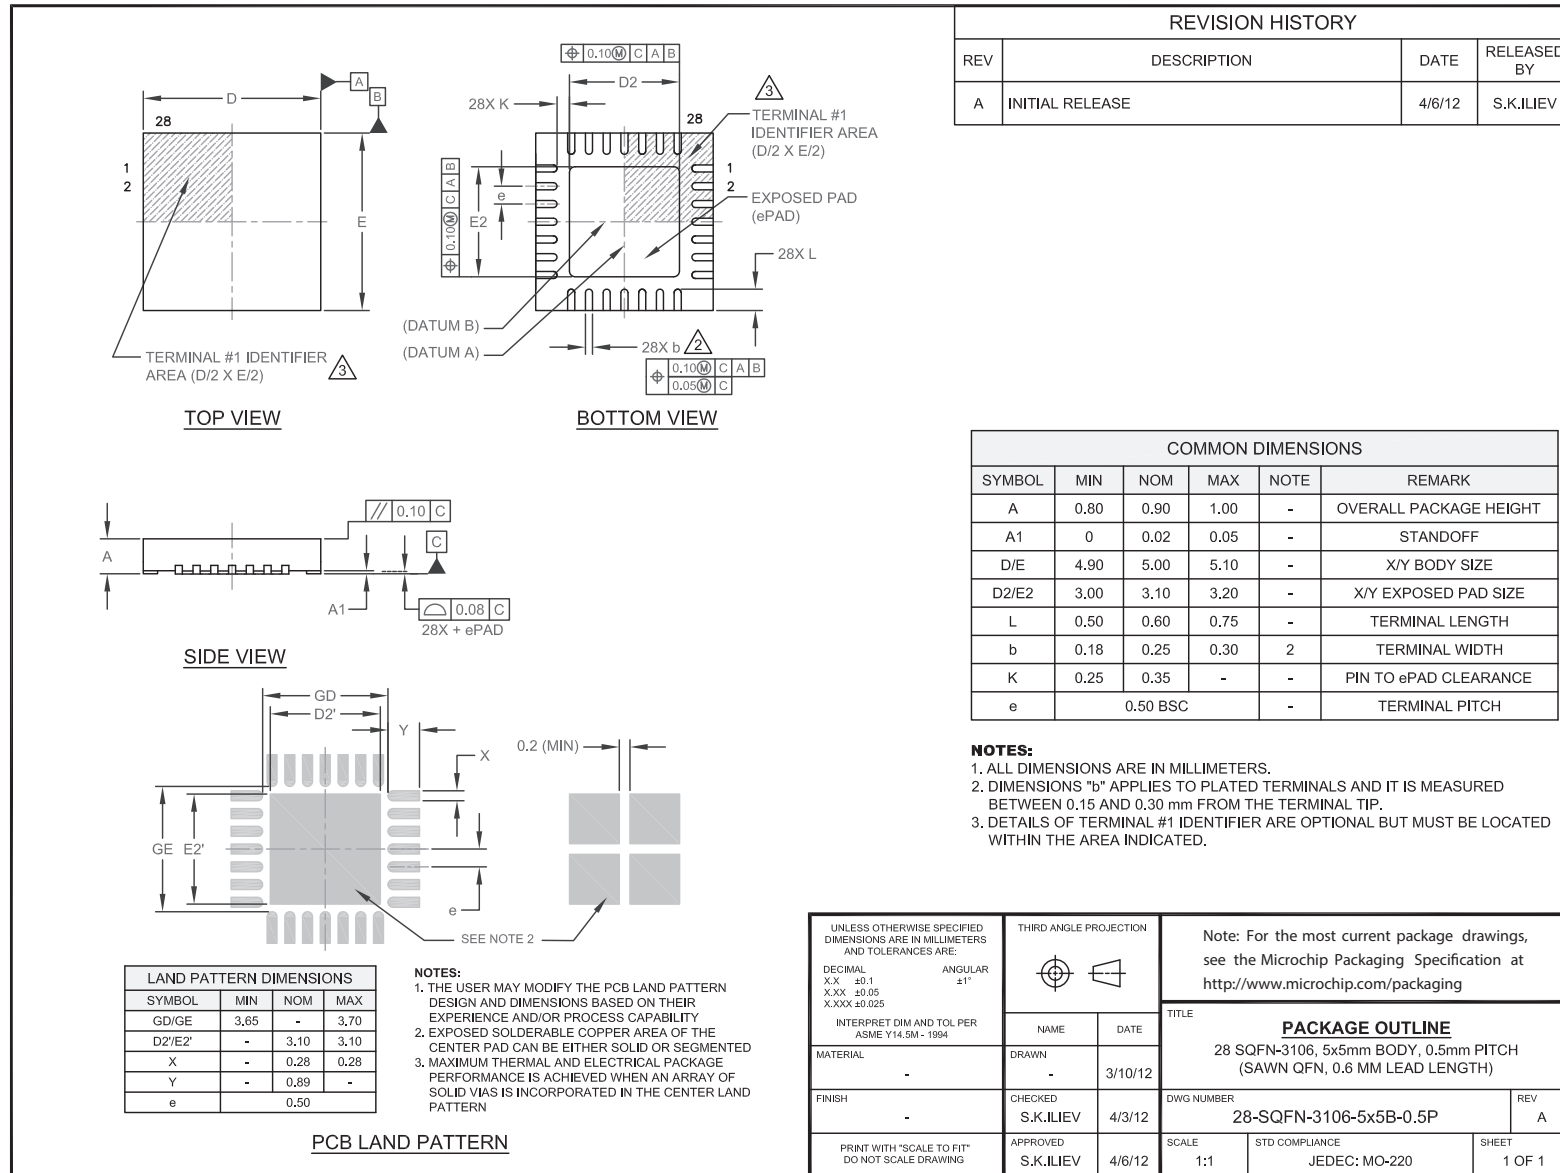 REVISION HISTORY
REV DESCRIPTION DATE RELEASED BY
A INITIAL RELEASE 4/6/12 S.K.ILIEV
D
A
B
28
1
2
E
TERMINAL #1 IDENTIFIER
AREA (D/2 X E/2)
3
TOP VIEW
0.10 Ⓜ C A B
D2
28X K
3
28
TERMINAL #1
IDENTIFIER AREA
(D/2 X E/2)
1
2
0.10 Ⓜ C A B
E2
e
EXPOSED PAD
(ePAD)
28X L
(DATUM B)
(DATUM A)
28X b
2
0.10 Ⓜ C A B
0.05 Ⓜ C
BOTTOM VIEW
// 0.10 C
A
C
A1
0.08 C
28X + ePAD
SIDE VIEW
COMMON DIMENSIONS
SYMBOL MIN NOM MAX NOTE REMARK
A 0.80 0.90 1.00 - OVERALL PACKAGE HEIGHT
A1 0 0.02 0.05 - STANDOFF
D/E 4.90 5.00 5.10 - X/Y BODY SIZE
D2/E2 3.00 3.10 3.20 - X/Y EXPOSED PAD SIZE
L 0.50 0.60 0.75 - TERMINAL LENGTH
b 0.18 0.25 0.30 2 TERMINAL WIDTH
K 0.25 0.35 - - PIN TO ePAD CLEARANCE
e 0.50 BSC - TERMINAL PITCH
NOTES:
1. ALL DIMENSIONS ARE IN MILLIMETERS.
2. DIMENSIONS "b" APPLIES TO PLATED TERMINALS AND IT IS MEASURED
BETWEEN 0.15 AND 0.30 mm FROM THE TERMINAL TIP.
3. DETAILS OF TERMINAL #1 IDENTIFIER ARE OPTIONAL BUT MUST BE LOCATED
WITHIN THE AREA INDICATED.
GD
D2'
Y
X
0.2 (MIN)
GE
E2'
e
SEE NOTE 2
LAND PATTERN DIMENSIONS
SYMBOL MIN NOM MAX
GD/GE 3.65 - 3.70
D2'/E2' - 3.10 3.10
X - 0.28 0.28
Y - 0.89 -
e 0.50
NOTES:
1. THE USER MAY MODIFY THE PCB LAND PATTERN
DESIGN AND DIMENSIONS BASED ON THEIR
EXPERIENCE AND/OR PROCESS CAPABILITY
2. EXPOSED SOLDERABLE COPPER AREA OF THE
CENTER PAD CAN BE EITHER SOLID OR SEGMENTED
3. MAXIMUM THERMAL AND ELECTRICAL PACKAGE
PERFORMANCE IS ACHIEVED WHEN AN ARRAY OF
SOLID VIAS IS INCORPORATED IN THE CENTER LAND
PATTERN
PCB LAND PATTERN
UNLESS OTHERWISE SPECIFIED
DIMENSIONS ARE IN MILLIMETERS
AND TOLERANCES ARE:
DECIMAL ANGULAR
X.X ±0.1 ±1°
X.XX ±0.05
X.XXX ±0.025
INTERPRET DIM AND TOL PER
ASME Y14.5M - 1994
MATERIAL
-
FINISH
-
PRINT WITH "SCALE TO FIT"
DO NOT SCALE DRAWING
THIRD ANGLE PROJECTION
NAME DATE
DRAWN
- 3/10/12
CHECKED
S.K.ILIEV 4/3/12
APPROVED
S.K.ILIEV 4/6/12
Note: For the most current package drawings,
see the Microchip Packaging Specification at
http://www.microchip.com/packaging
TITLE
PACKAGE OUTLINE
28 SQFN-3106, 5x5mm BODY, 0.5mm PITCH
(SAWN QFN, 0.6 MM LEAD LENGTH)
DWG NUMBER
28-SQFN-3106-5x5B-0.5P
REV
A
SCALE
1:1
STD COMPLIANCE
JEDEC: MO-220
SHEET
1 OF 1